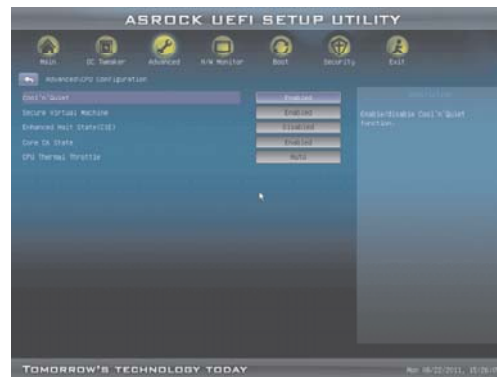 ASROCK UEFI SETUP UTILITY
Main OC Tweaker Advanced H/W Monitor Boot Security Exit
Advanced\CPU Configuration
Cool'n'Quiet Enabled
Secure Virtual Machine Enabled
Enhanced Halt State(C1E) Disabled
Core C6 State Enabled
CPU Thermal Throttle Auto
Enable/disable Cool'n'Quiet
function.
TOMORROW'S TECHNOLOGY TODAY